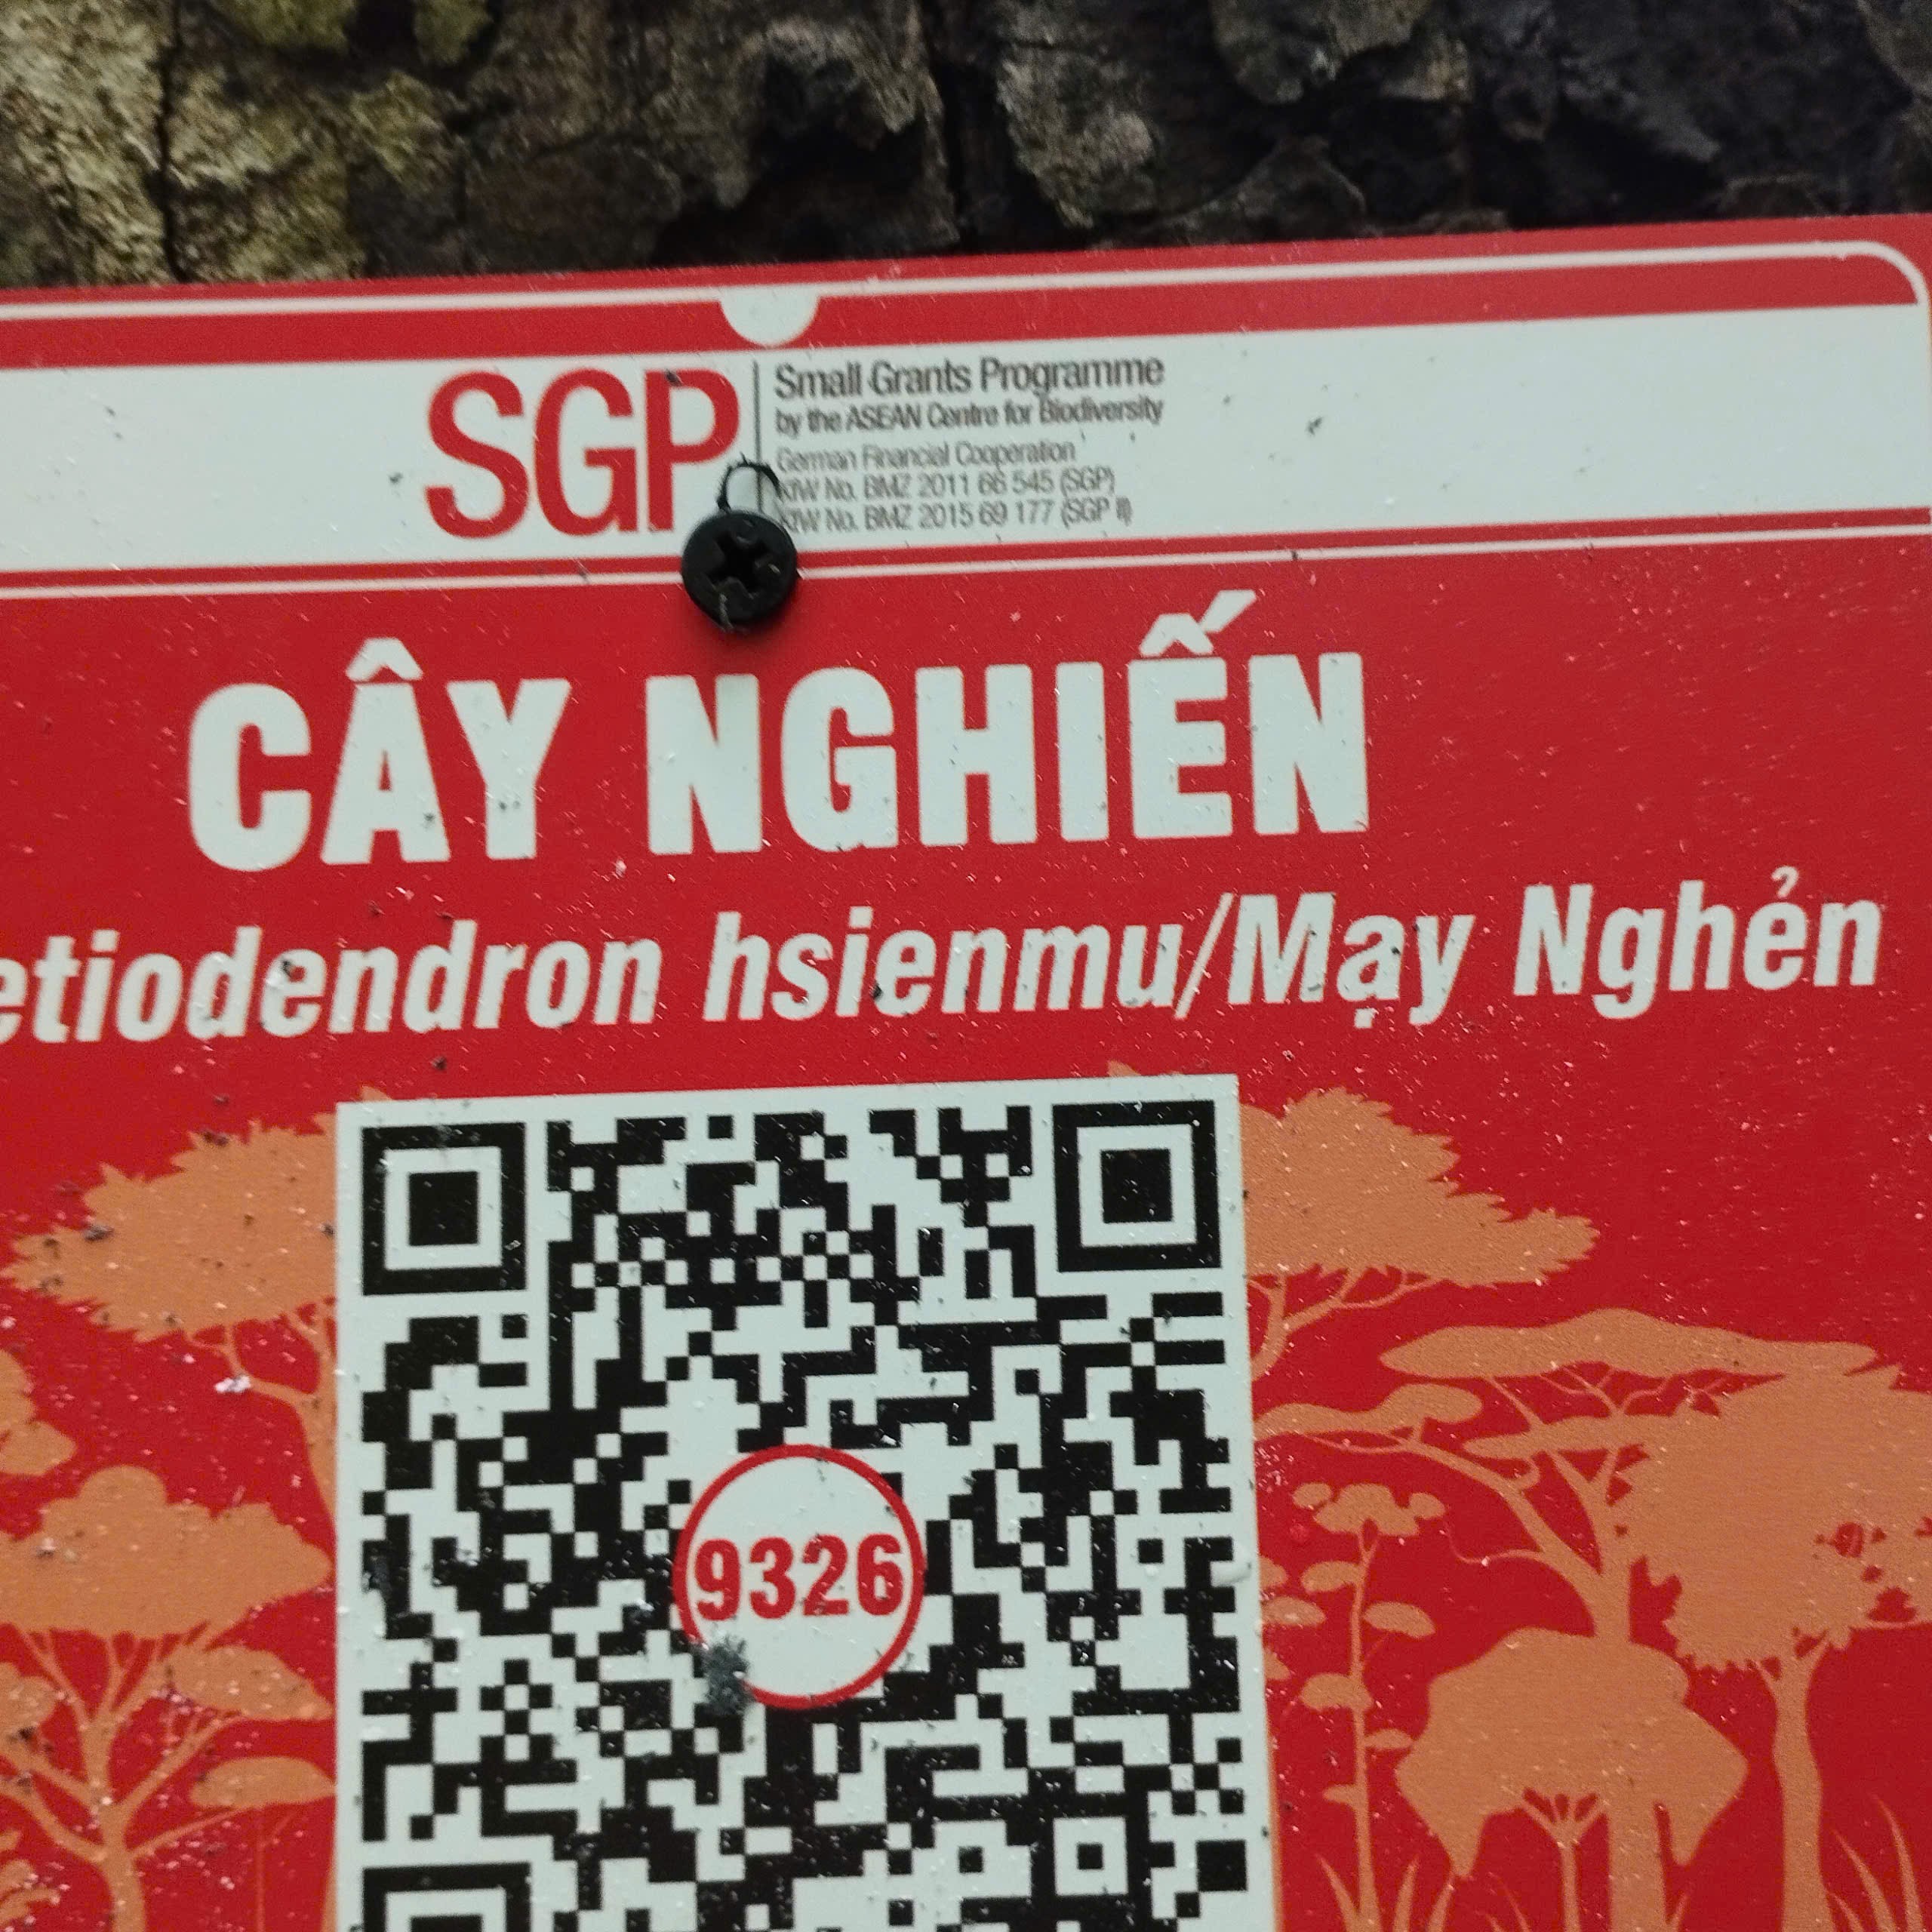 SGP
Small Grants Programme
by the ASEAN Centre for Biodiversity
German Financial Cooperation
KfW No. BMZ 2011 66 545 (SGP)
KfW No. BMZ 2015 69 177 (SGP II)
CÂY NGHIẾN
etiodendron hsienmu/Mạy Nghẻn
9326